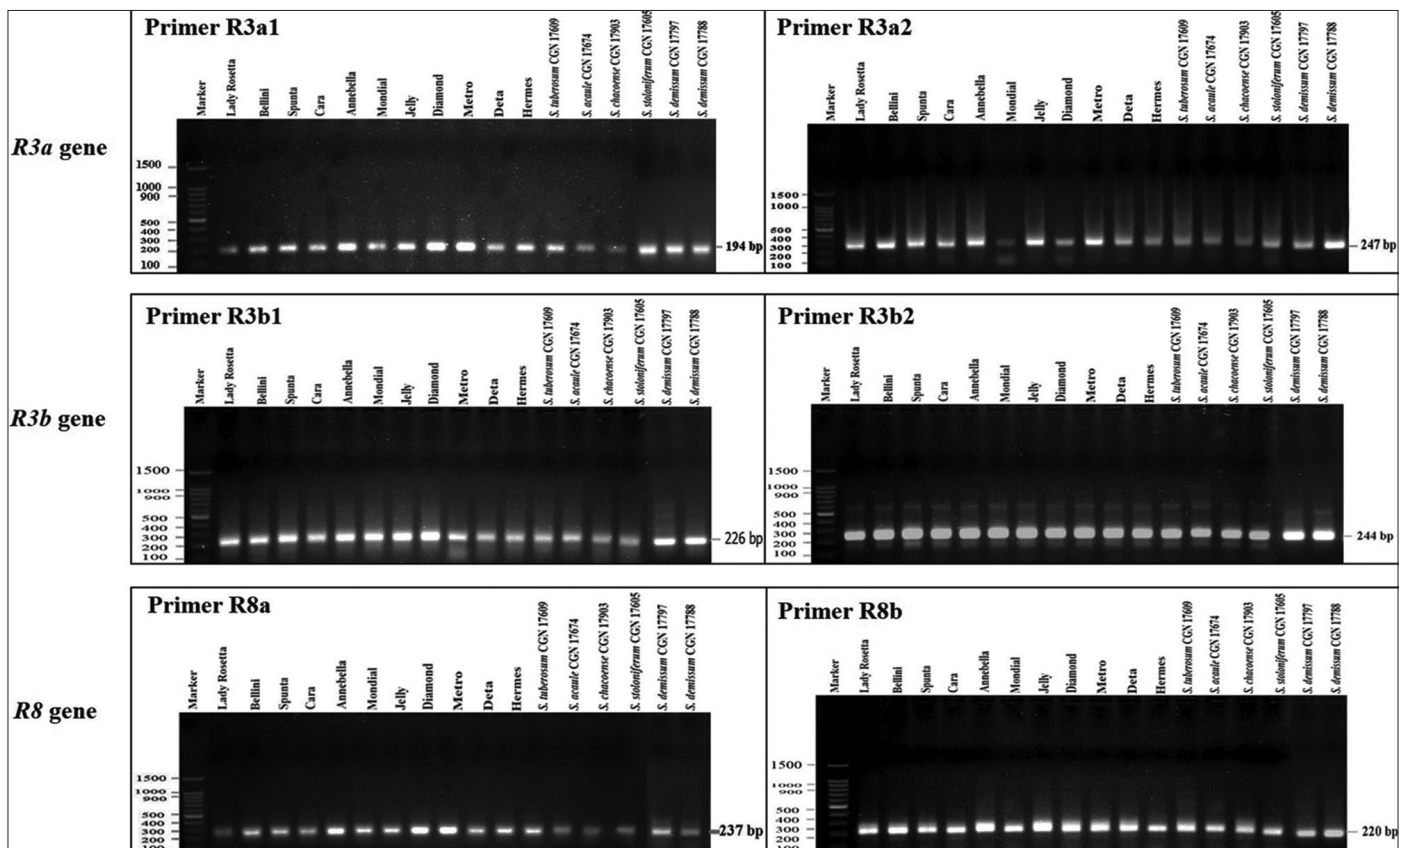 Primer R3a1
Marker
Lady Rosetta
Bellini
Spunta
Cara
Annebella
Mondial
Jelly
Diamond
Metro
Deta
Hermes
S. tuberosum CGN 17609
S. acaule CGN 17674
S. chacoense CGN 17903
S. stoloniferum CGN 17605
S. demissum CGN 17797
S. demissum CGN 17788
R3a gene
1500
1000
900
500
400
300
200
100
194 bp
Primer R3a2
Marker
Lady Rosetta
Bellini
Spunta
Cara
Annebella
Mondial
Jelly
Diamond
Metro
Deta
Hermes
S. tuberosum CGN 17609
S. acaule CGN 17674
S. chacoense CGN 17903
S. stoloniferum CGN 17605
S. demissum CGN 17797
S. demissum CGN 17788
1500
1000
500
400
300
200
100
247 bp
Primer R3b1
Marker
Lady Rosetta
Bellini
Spunta
Cara
Annebella
Mondial
Jelly
Diamond
Metro
Deta
Hermes
S. tuberosum CGN 17609
S. acaule CGN 17674
S. chacoense CGN 17903
S. stoloniferum CGN 17605
S. demissum CGN 17797
S. demissum CGN 17788
R3b gene
1500
1000
900
500
400
300
200
100
226 bp
Primer R3b2
Marker
Lady Rosetta
Bellini
Spunta
Cara
Annebella
Mondial
Jelly
Diamond
Metro
Deta
Hermes
S. tuberosum CGN 17609
S. acaule CGN 17674
S. chacoense CGN 17903
S. stoloniferum CGN 17605
S. demissum CGN 17797
S. demissum CGN 17788
1500
1000
900
500
400
300
200
100
244 bp
Primer R8a
Marker
Lady Rosetta
Bellini
Spunta
Cara
Annebella
Mondial
Jelly
Diamond
Metro
Deta
Hermes
S. tuberosum CGN 17609
S. acaule CGN 17674
S. chacoense CGN 17903
S. stoloniferum CGN 17605
S. demissum CGN 17797
S. demissum CGN 17788
R8 gene
1500
1000
900
500
400
300
200
100
237 bp
Primer R8b
Marker
Lady Rosetta
Bellini
Spunta
Cara
Annebella
Mondial
Jelly
Diamond
Metro
Deta
Hermes
S. tuberosum CGN 17609
S. acaule CGN 17674
S. chacoense CGN 17903
S. stoloniferum CGN 17605
S. demissum CGN 17797
S. demissum CGN 17788
1500
1000
900
500
400
300
200
220 bp